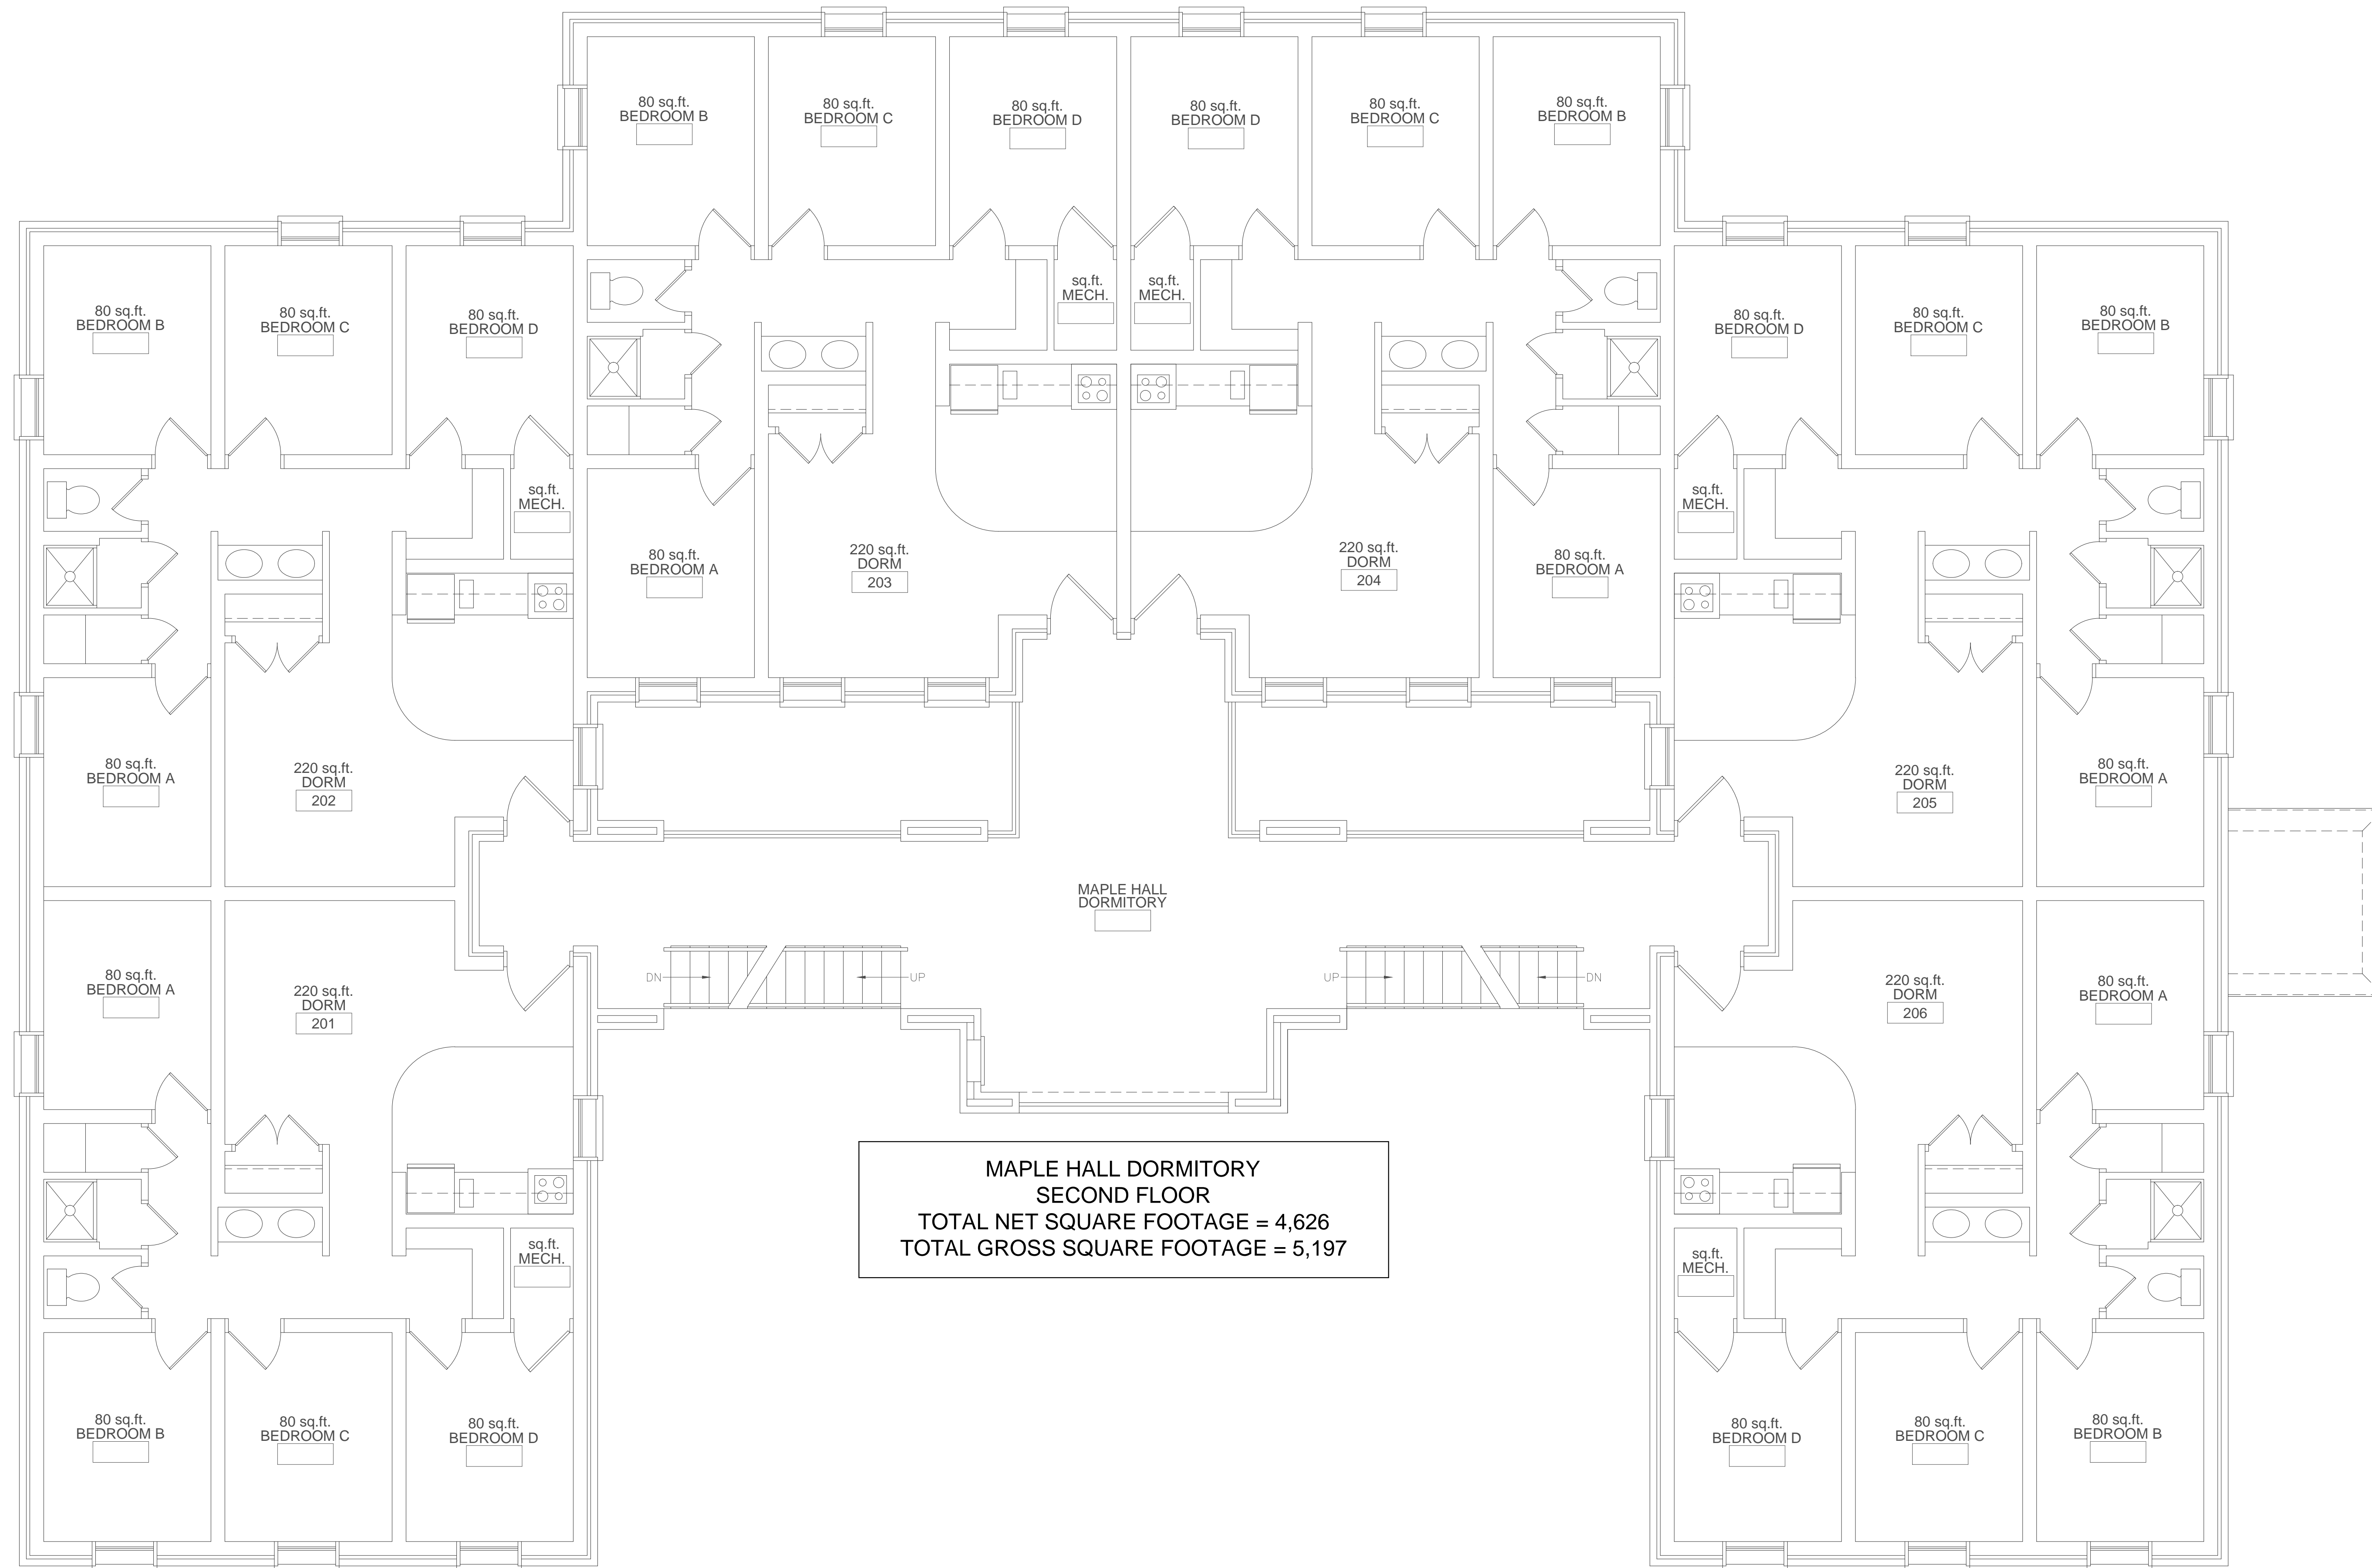 80 sq.ft.
BEDROOM B
80 sq.ft.
BEDROOM C
80 sq.ft.
BEDROOM D
80 sq.ft.
BEDROOM D
80 sq.ft.
BEDROOM C
80 sq.ft.
BEDROOM B
80 sq.ft.
BEDROOM B
80 sq.ft.
BEDROOM C
80 sq.ft.
BEDROOM D
sq.ft.
MECH.
sq.ft.
MECH.
80 sq.ft.
BEDROOM D
80 sq.ft.
BEDROOM C
80 sq.ft.
BEDROOM B
sq.ft.
MECH.
sq.ft.
MECH.
80 sq.ft.
BEDROOM A
220 sq.ft.
DORM
203
220 sq.ft.
DORM
204
80 sq.ft.
BEDROOM A
80 sq.ft.
BEDROOM A
220 sq.ft.
DORM
202
220 sq.ft.
DORM
205
80 sq.ft.
BEDROOM A
MAPLE HALL
DORMITORY
80 sq.ft.
BEDROOM A
220 sq.ft.
DORM
201
DN
UP
UP
DN
220 sq.ft.
DORM
206
80 sq.ft.
BEDROOM A
MAPLE HALL DORMITORY
SECOND FLOOR
TOTAL NET SQUARE FOOTAGE = 4,626
TOTAL GROSS SQUARE FOOTAGE = 5,197
sq.ft.
MECH.
sq.ft.
MECH.
80 sq.ft.
BEDROOM B
80 sq.ft.
BEDROOM C
80 sq.ft.
BEDROOM D
80 sq.ft.
BEDROOM D
80 sq.ft.
BEDROOM C
80 sq.ft.
BEDROOM B